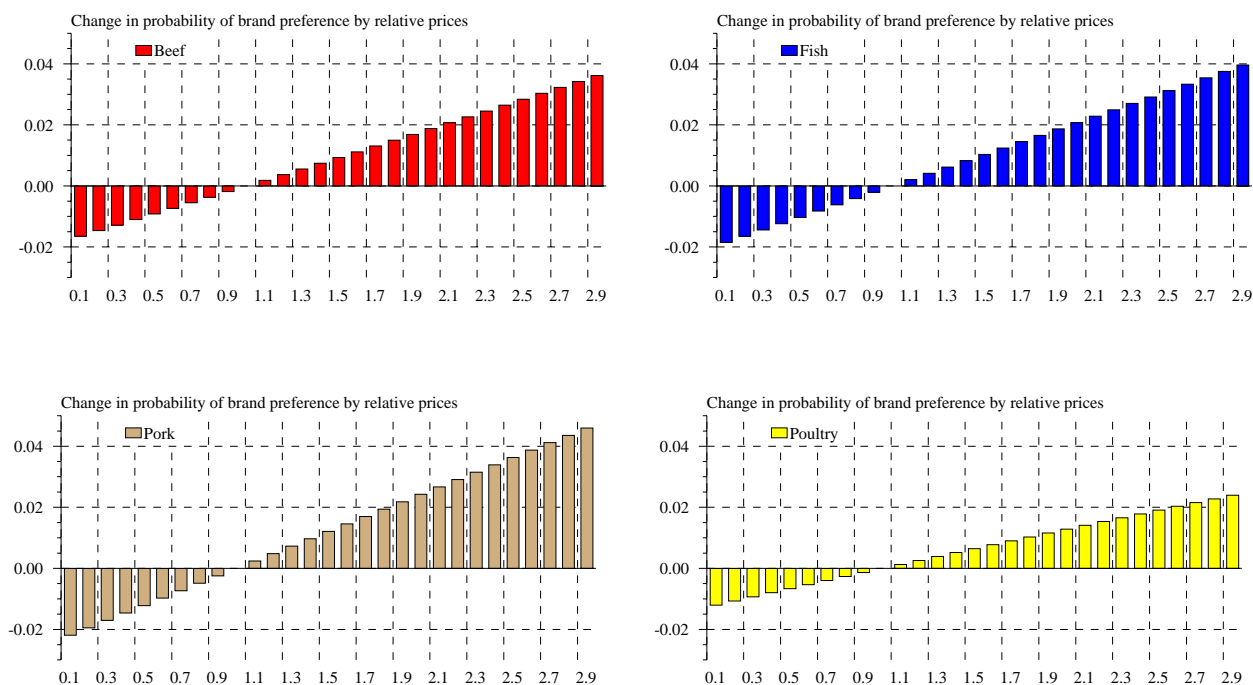 Change in probability of brand preference by relative prices
Beef
0.04
0.02
0.00
-0.02
0.1 0.3 0.5 0.7 0.9 1.1 1.3 1.5 1.7 1.9 2.1 2.3 2.5 2.7 2.9
Change in probability of brand preference by relative prices
Fish
0.04
0.02
0.00
-0.02
0.1 0.3 0.5 0.7 0.9 1.1 1.3 1.5 1.7 1.9 2.1 2.3 2.5 2.7 2.9
Change in probability of brand preference by relative prices
Pork
0.04
0.02
0.00
-0.02
0.1 0.3 0.5 0.7 0.9 1.1 1.3 1.5 1.7 1.9 2.1 2.3 2.5 2.7 2.9
Change in probability of brand preference by relative prices
Poultry
0.04
0.02
0.00
-0.02
0.1 0.3 0.5 0.7 0.9 1.1 1.3 1.5 1.7 1.9 2.1 2.3 2.5 2.7 2.9